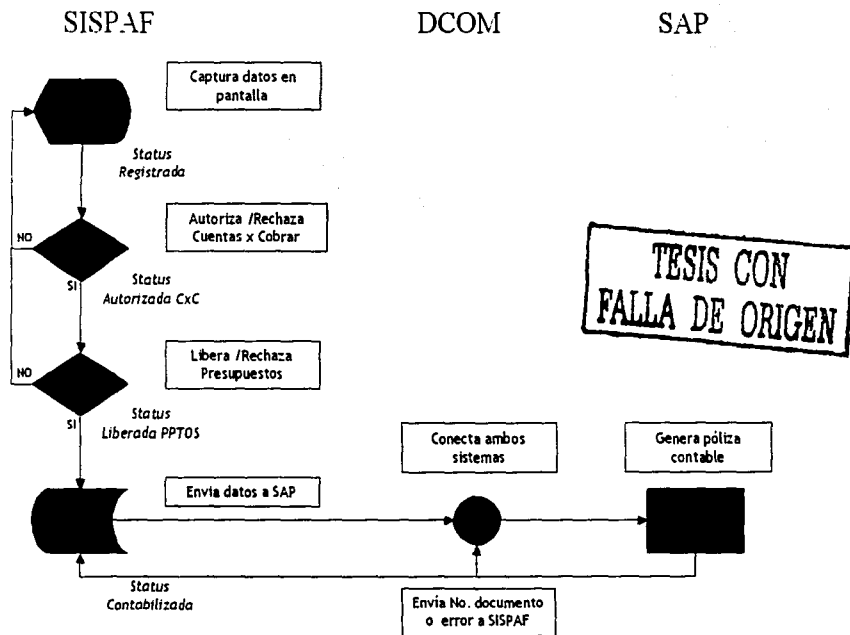 SISPAF
DCOM
SAP
Captura datos en
pantalla
Status
Registrada
Autoriza /Rechaza
Cuentas x Cobrar
NO
Status
Autorizada CxC
SI
TESIS CON
FALLA DE ORIGEN
Libera /Rechaza
Presupuestos
NO
Status
Liberada PPTOS
SI
Conecta ambos
sistemas
Genera póliza
contable
Envia datos a SAP
Status
Contabilizada
Envia No. documento
o error a SISPAF